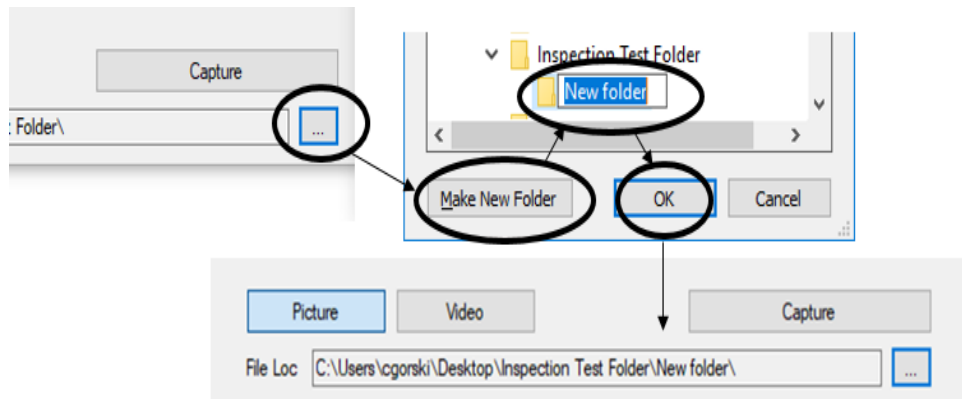 Capture
: Folder\
...
Inspection Test Folder
New folder
Make New Folder
OK
Cancel
Picture
Video
Capture
File Loc
C:\Users\cgorski\Desktop\Inspection Test Folder\New folder\
...